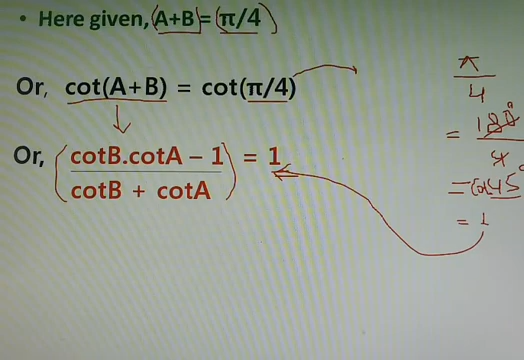 • Here given, (A+B) = (π/4)
Or, cot(A+B) = cot(π/4)
Or, (cotB.cotA − 1 / cotB + cotA) = 1
π/4
= 180°/4
= cot 45°
= 1